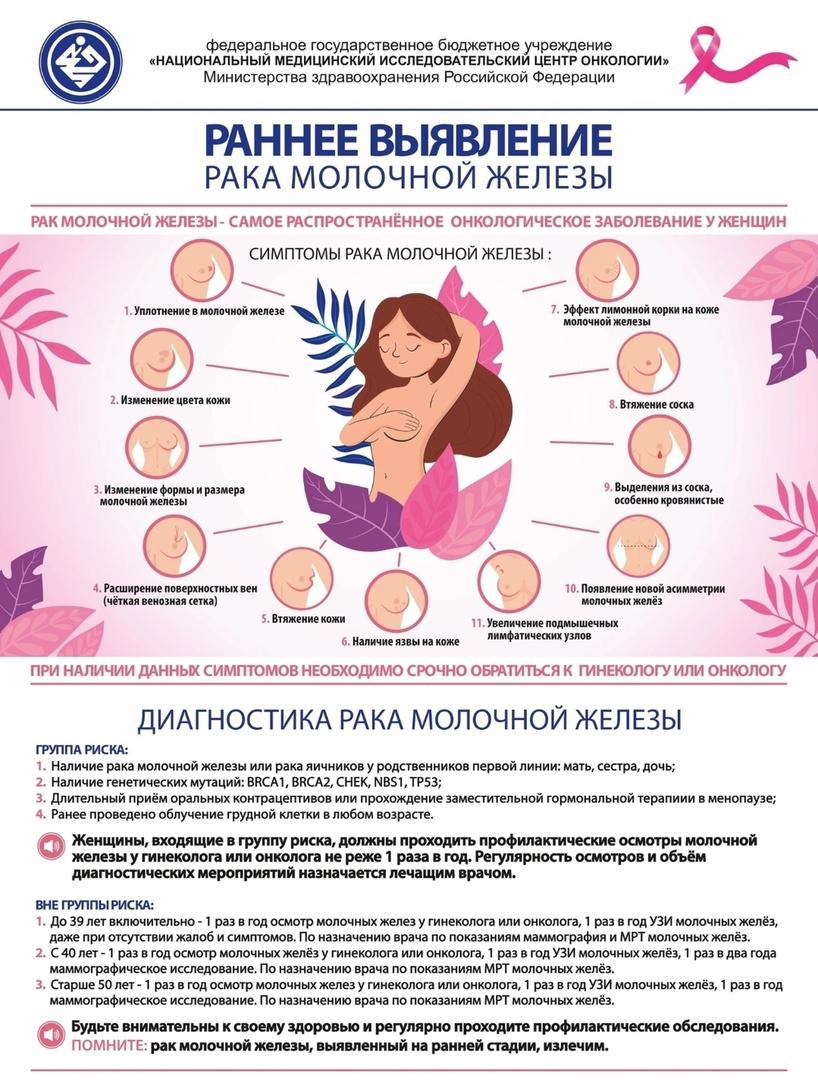 федеральное государственное бюджетное учреждение
«НАЦИОНАЛЬНЫЙ МЕДИЦИНСКИЙ ИССЛЕДОВАТЕЛЬСКИЙ ЦЕНТР ОНКОЛОГИИ»
Министерства здравоохранения Российской Федерации
РАННЕЕ ВЫЯВЛЕНИЕ
РАКА МОЛОЧНОЙ ЖЕЛЕЗЫ
РАК МОЛОЧНОЙ ЖЕЛЕЗЫ - САМОЕ РАСПРОСТРАНЁННОЕ ОНКОЛОГИЧЕСКОЕ ЗАБОЛЕВАНИЕ У ЖЕНЩИН
СИМПТОМЫ РАКА МОЛОЧНОЙ ЖЕЛЕЗЫ :
1. Уплотнение в молочной железе
2. Изменение цвета кожи
3. Изменение формы и размера
молочной железы
4. Расширение поверхностных вен
(чёткая венозная сетка)
5. Втяжение кожи
6. Наличие язвы на коже
7. Эффект лимонной корки на коже
молочной железы
8. Втяжение соска
9. Выделения из соска,
особенно кровянистые
10. Появление новой асимметрии
молочных желёз
11. Увеличение подмышечных
лимфатических узлов
ПРИ НАЛИЧИИ ДАННЫХ СИМПТОМОВ НЕОБХОДИМО СРОЧНО ОБРАТИТЬСЯ К ГИНЕКОЛОГУ ИЛИ ОНКОЛОГУ
ДИАГНОСТИКА РАКА МОЛОЧНОЙ ЖЕЛЕЗЫ
ГРУППА РИСКА:
1. Наличие рака молочной железы или рака яичников у родственников первой линии: мать, сестра, дочь;
2. Наличие генетических мутаций: BRCA1, BRCA2, CHEK, NBS1, TP53;
3. Длительный приём оральных контрацептивов или прохождение заместительной гормональной терапиии в менопаузе;
4. Ранее проведено облучение грудной клетки в любом возрасте.
Женщины, входящие в группу риска, должны проходить профилактические осмотры молочной
железы у гинеколога или онколога не реже 1 раза в год. Регулярность осмотров и объём
диагностических мероприятий назначается лечащим врачом.
ВНЕ ГРУППЫ РИСКА:
1. До 39 лет включительно - 1 раз в год осмотр молочных желез у гинеколога или онколога, 1 раз в год УЗИ молочных желёз,
даже при отсутствии жалоб и симптомов. По назначению врача по показаниям маммография и МРТ молочных желёз.
2. С 40 лет - 1 раз в год осмотр молочных желёз у гинеколога или онколога, 1 раз в год УЗИ молочных желёз, 1 раз в два года
маммографическое исследование. По назначению врача по показаниям МРТ молочных желёз.
3. Старше 50 лет - 1 раз в год осмотр молочных желез у гинеколога или онколога, 1 раз в год УЗИ молочных желёз, 1 раз в год
маммографическое исследование. По назначению врача по показаниям МРТ молочных желёз.
Будьте внимательны к своему здоровью и регулярно проходите профилактические обследования.
ПОМНИТЕ: рак молочной железы, выявленный на ранней стадии, излечим.